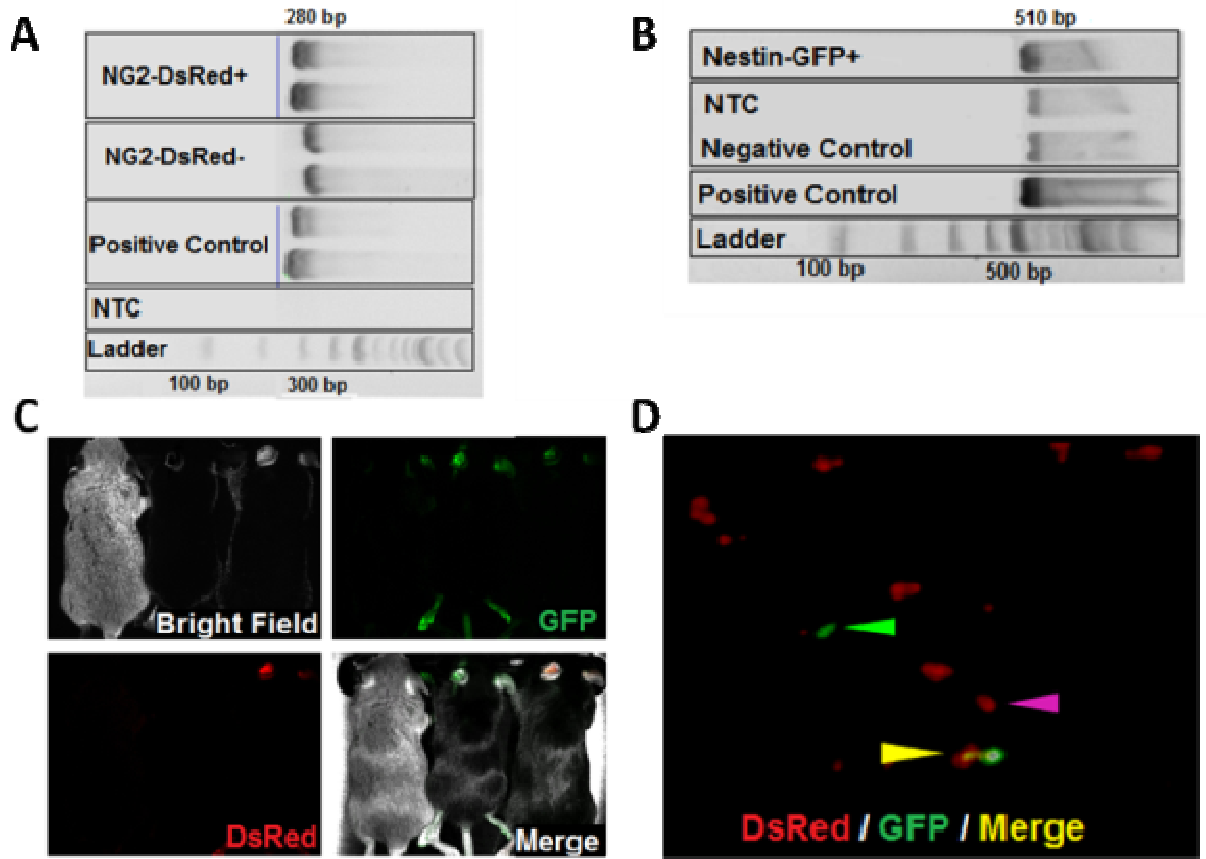 A
280 bp
NG2-DsRed+
NG2-DsRed-
Positive Control
NTC
Ladder
100 bp 300 bp
B
510 bp
Nestin-GFP+
NTC
Negative Control
Positive Control
Ladder
100 bp 500 bp
C
Bright Field
GFP
DsRed
Merge
D
DsRed / GFP / Merge